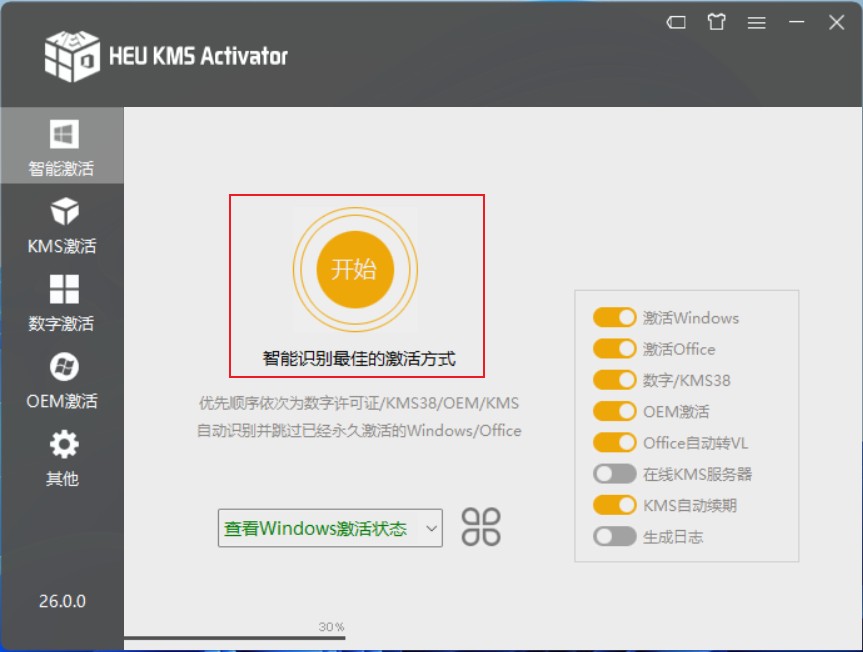 HEU KMS Activator
智能激活
KMS激活
数字激活
OEM激活
其他
26.0.0
开始
智能识别最佳的激活方式
优先顺序依次为数字许可证/KMS38/OEM/KMS
自动识别并跳过已经永久激活的Windows/Office
查看Windows激活状态
激活Windows
激活Office
数字/KMS38
OEM激活
Office自动转VL
在线KMS服务器
KMS自动续期
生成日志
30%